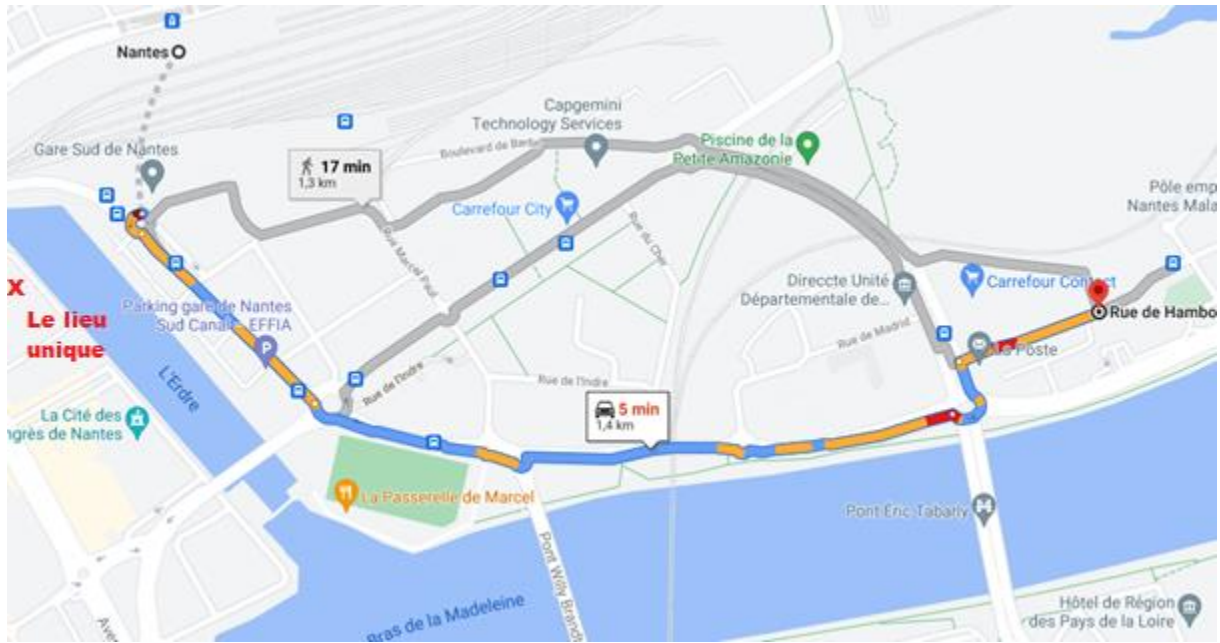 Nantes
Gare Sud de Nantes
17 min
1,3 km
Boulevard de Berlin
Capgemini
Technology Services
Piscine de la
Petite Amazonie
Pôle emp
Nantes Mala
Carrefour City
Rue Marcel Paul
Rue du Cher
Direccte Unité
Départementale de...
Carrefour Contact
Rue de Hambo
x
Le lieu
unique
Parking gare de Nantes
Sud Canal - EFFIA
P
Rue de Madrid
La Poste
L'Erdre
Rue de l'Indre
Rue de l'Indre
5 min
1,4 km
La Cité des
ngrès de Nantes
La Passerelle de Marcel
Pont Éric Tabarly
Pont Willy Brandt
Bras de la Madeleine
Hôtel de Région
des Pays de la Loire
Ave